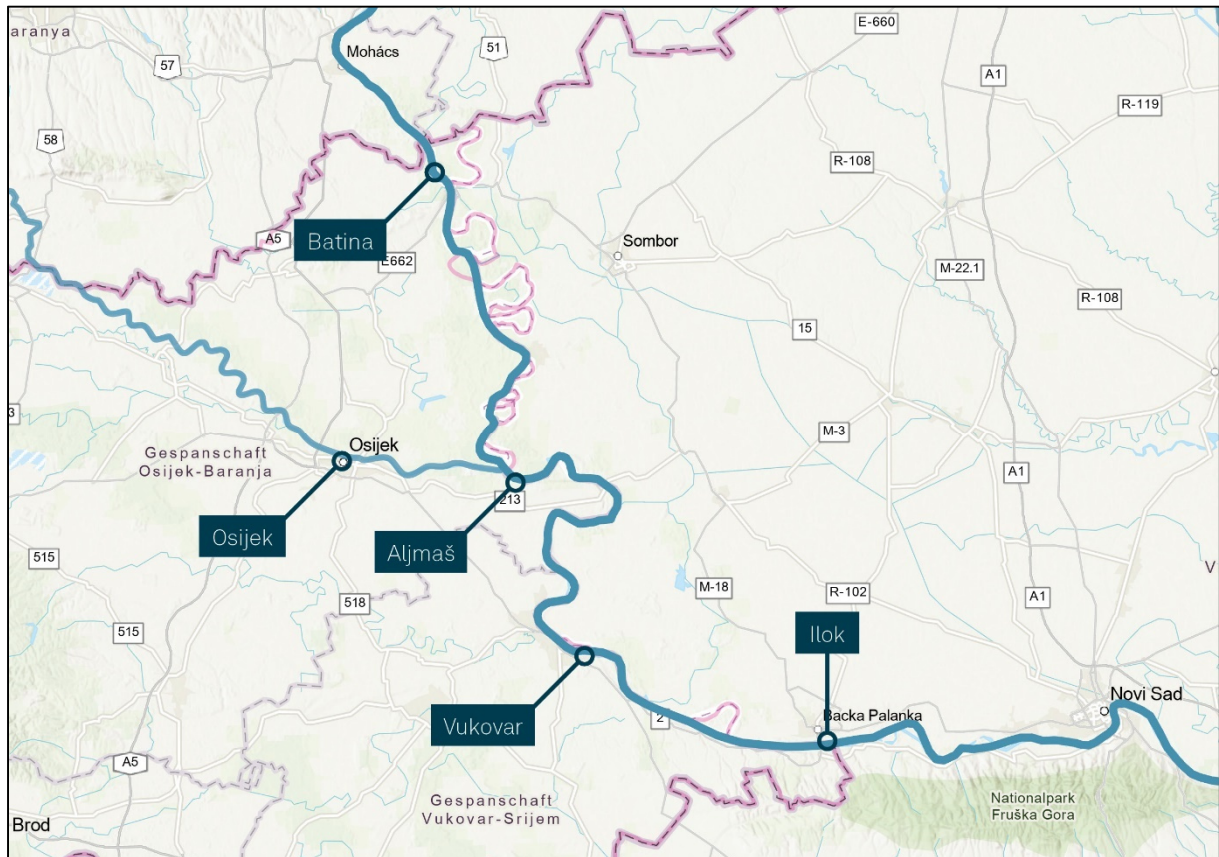 aranya
Mohács
57
51
E-660
A1
R-119
58
R-108
Batina
A5
E662
Sombor
M-22.1
R-108
15
3
M-3
Gespanschaft
Osijek-Baranja
Osijek
A1
213
Osijek
Aljmaš
515
518
M-18
R-102
A1
V
515
Ilok
Vukovar
2
Backa Palanka
Novi Sad
A5
Gespanschaft
Vukovar-Srijem
Nationalpark
Fruška Gora
Brod